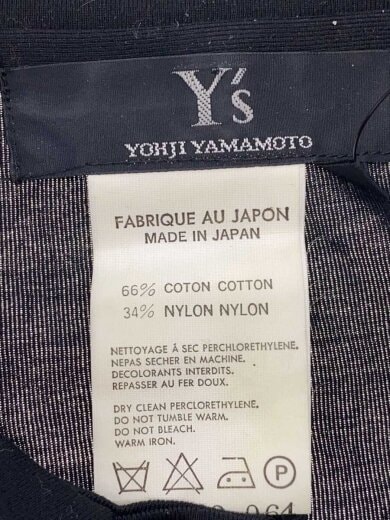 Y's
YOHJI YAMAMOTO
FABRIQUE AU JAPON
MADE IN JAPAN
66% COTON COTTON
34% NYLON NYLON
NETTOYAGE À SEC PERCHLORETHYLENE.
NEPAS SECHER EN MACHINE.
DECOLORANTS INTERDITS.
REPASSER AU FER DOUX.
DRY CLEAN PERCLORETHYLENE.
DO NOT TUMBLE WARM.
DO NOT BLEACH.
WARM IRON.
P